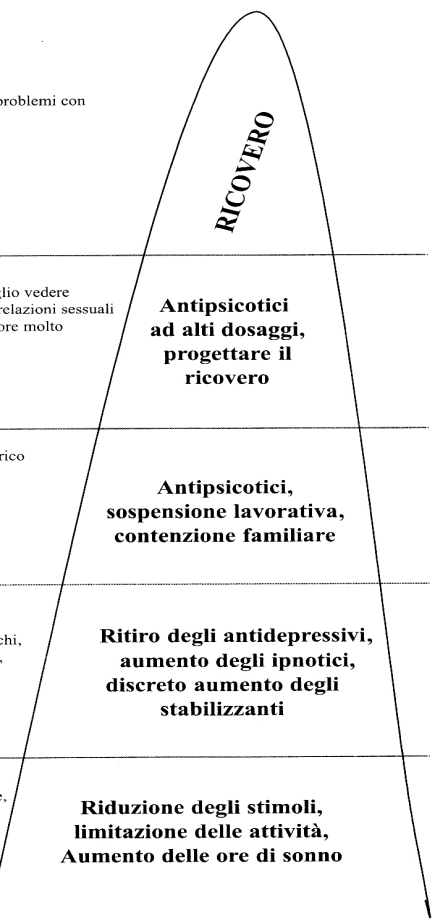 problemi con
RICOVERO
glio vedere
relazioni sessuali
ore molto
Antipsicotici
ad alti dosaggi,
progettare il
ricovero
rico
Antipsicotici,
sospensione lavorativa,
contenzione familiare
chi,
,
Ritiro degli antidepressivi,
aumento degli ipnotici,
discreto aumento degli
stabilizzanti
e,
Riduzione degli stimoli,
limitazione delle attività,
Aumento delle ore di sonno